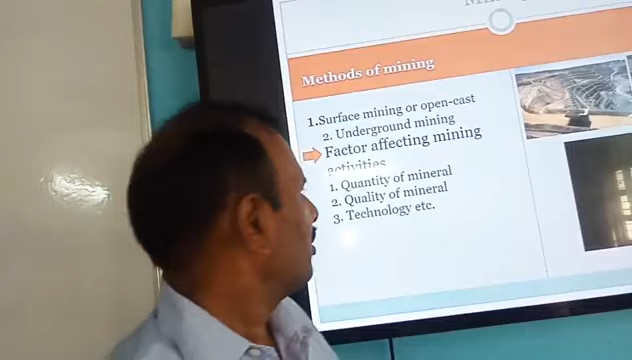 Methods of mining
1.Surface mining or open-cast
2. Underground mining
Factor affecting mining
activities
1. Quantity of mineral
2. Quality of mineral
3. Technology etc.